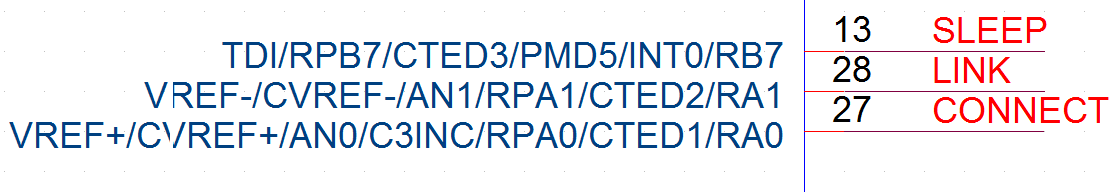 TDI/RPB7/CTED3/PMD5/INT0/RB7 13 SLEEP
VREF-/CVREF-/AN1/RPA1/CTED2/RA1 28 LINK
VREF+/CVREF+/AN0/C3INC/RPA0/CTED1/RA0 27 CONNECT